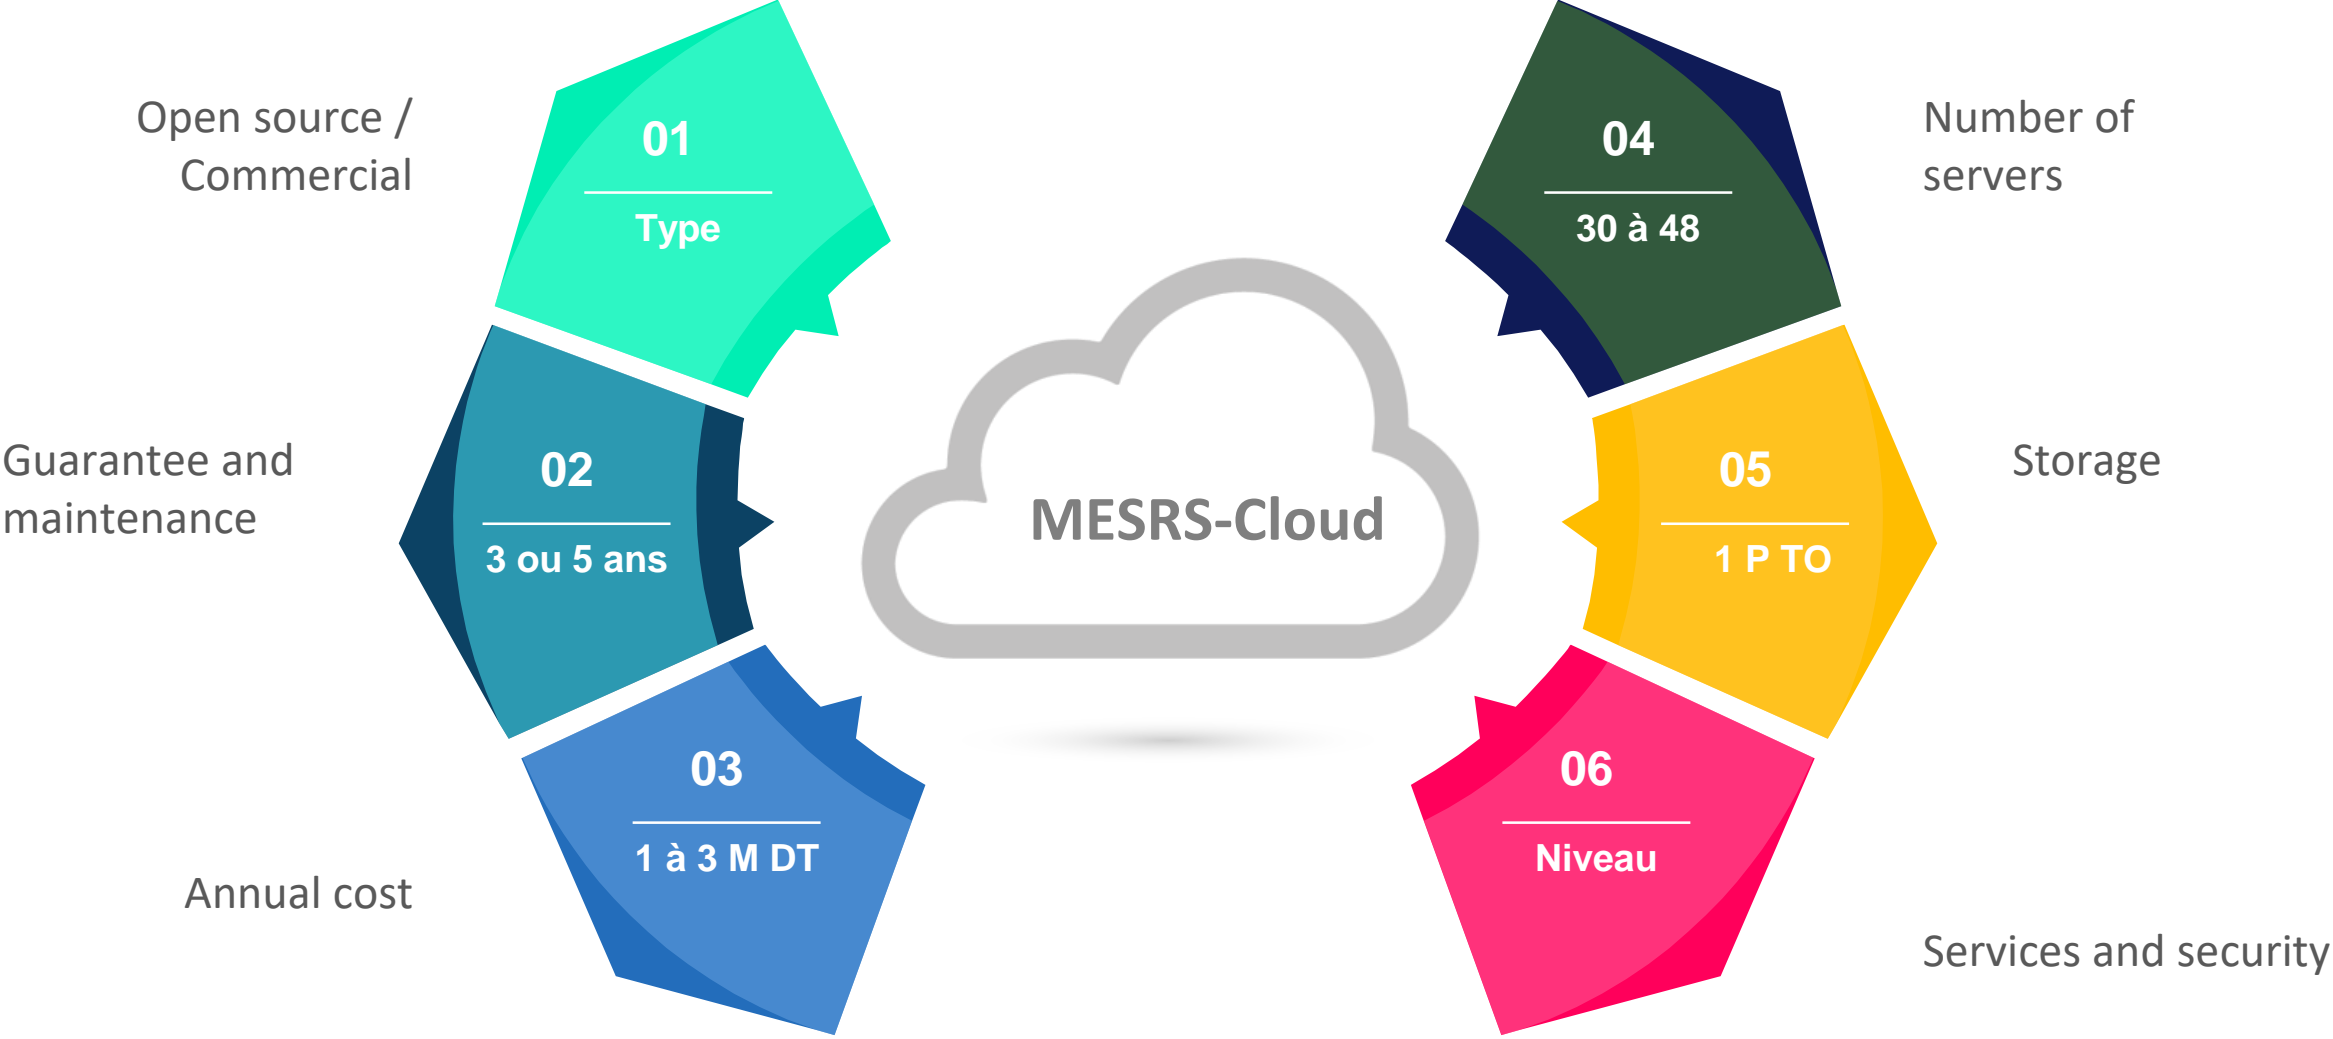 Open source /
Commercial
01
Type
Guarantee and
maintenance
02
3 ou 5 ans
Annual cost
03
1 à 3 M DT
MESRS-Cloud
04
30 à 48
Number of
servers
05
1 P TO
Storage
06
Niveau
Services and security